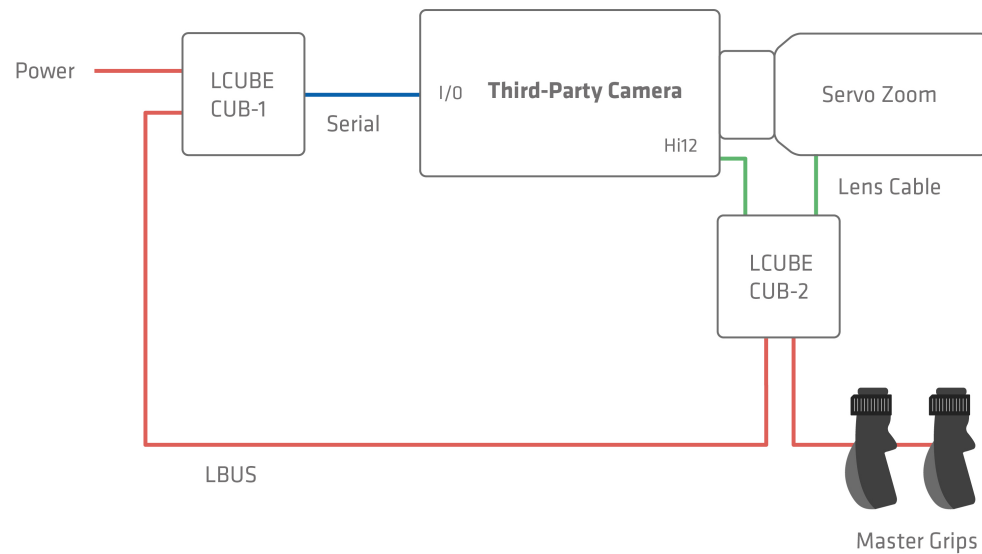 Power
LCUBE
CUB-1
Serial
I/O
Third-Party Camera
Hi12
Servo Zoom
Lens Cable
LCUBE
CUB-2
LBUS
Master Grips